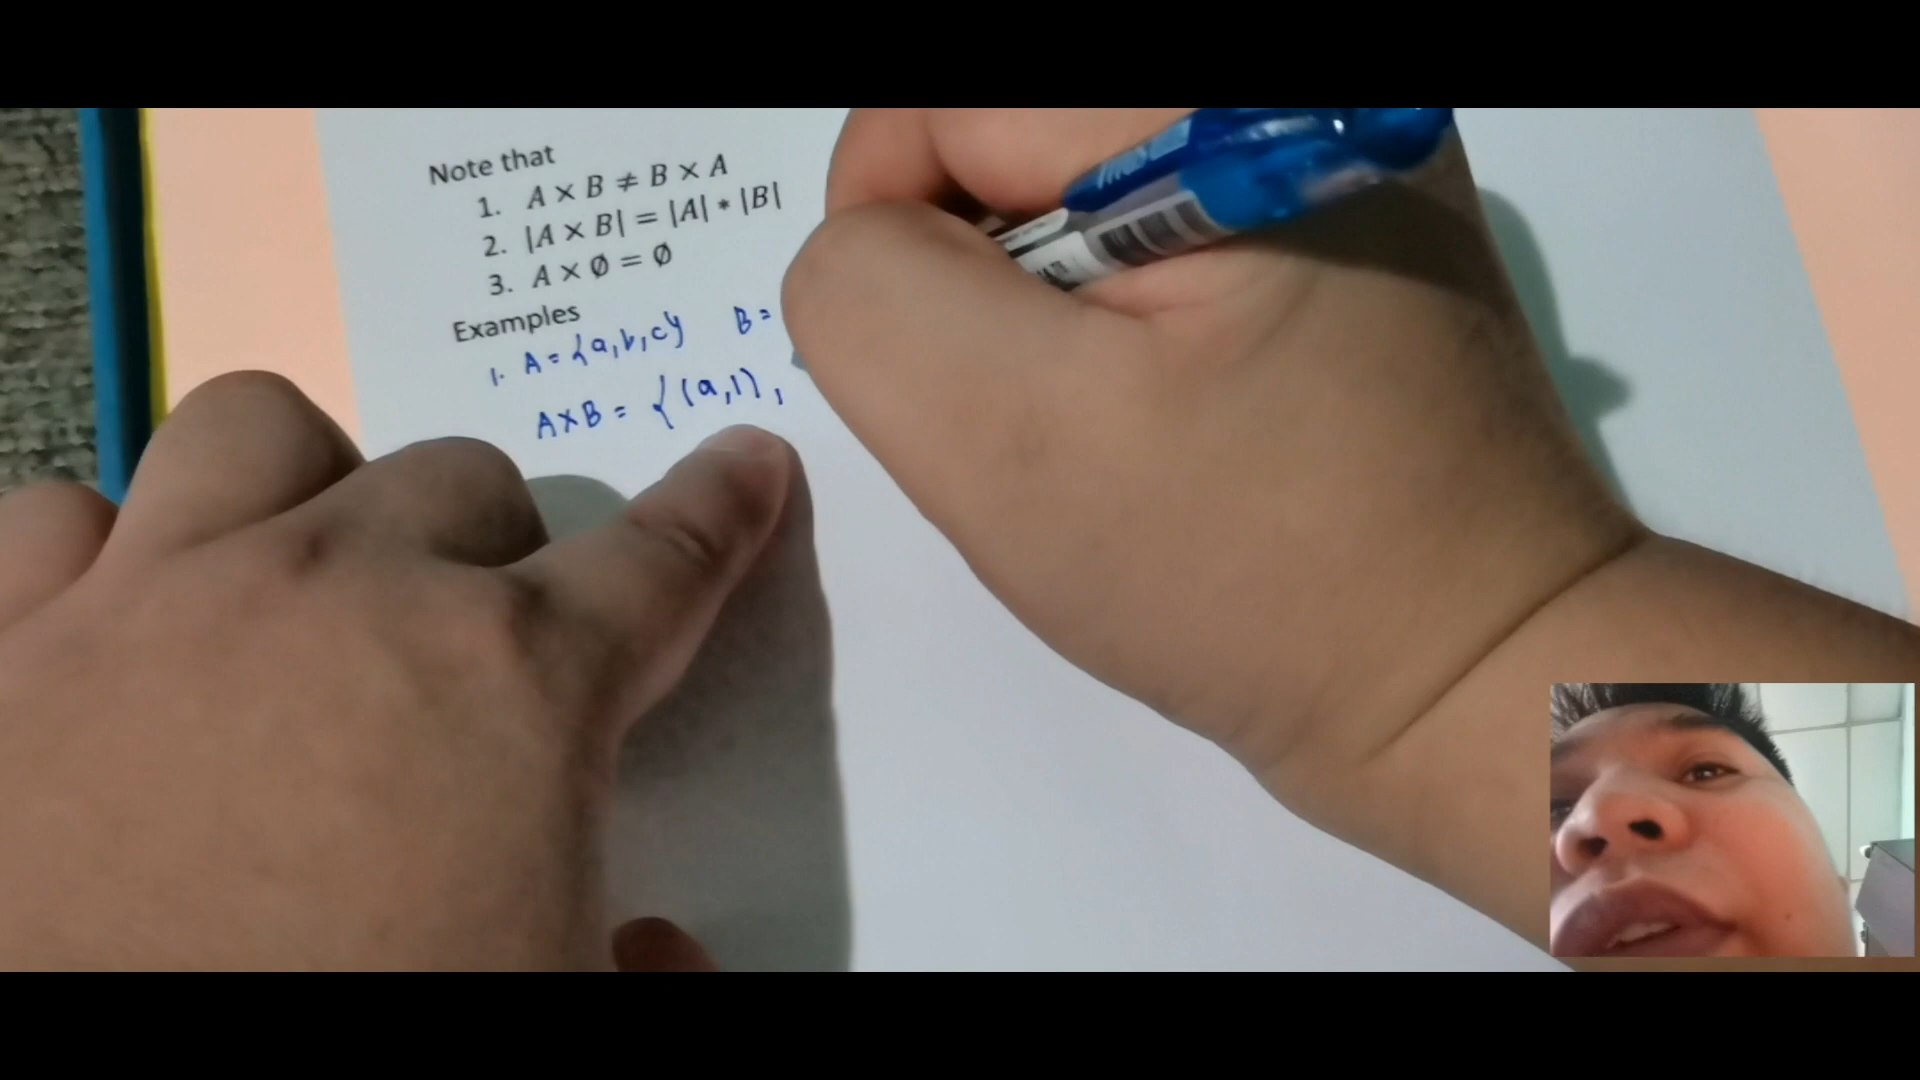 Note that
1. A × B ≠ B × A
2. |A × B| = |A| * |B|
3. A × ∅ = ∅
Examples
1. A = {a, b, c} B =
A×B = {(a,1),